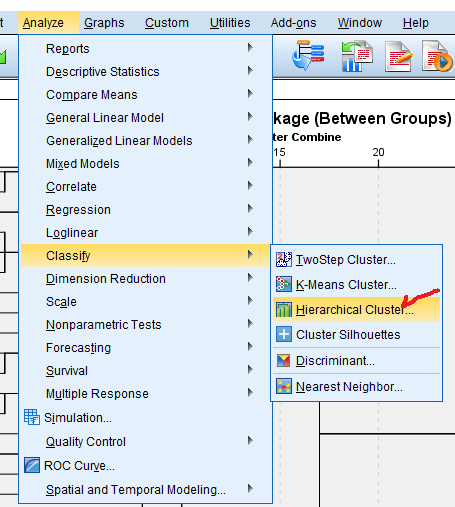 t Analyze Graphs Custom Utilities Add-ons Window Help
Reports
Descriptive Statistics
Compare Means
General Linear Model
Generalized Linear Models
Mixed Models
Correlate
Regression
Loglinear
Classify
Dimension Reduction
Scale
Nonparametric Tests
Forecasting
Survival
Multiple Response
Simulation...
Quality Control
ROC Curve...
Spatial and Temporal Modeling...
kage (Between Groups)
ter Combine
15 20
TwoStep Cluster...
K-Means Cluster...
Hierarchical Cluster...
Cluster Silhouettes
Discriminant...
Nearest Neighbor...